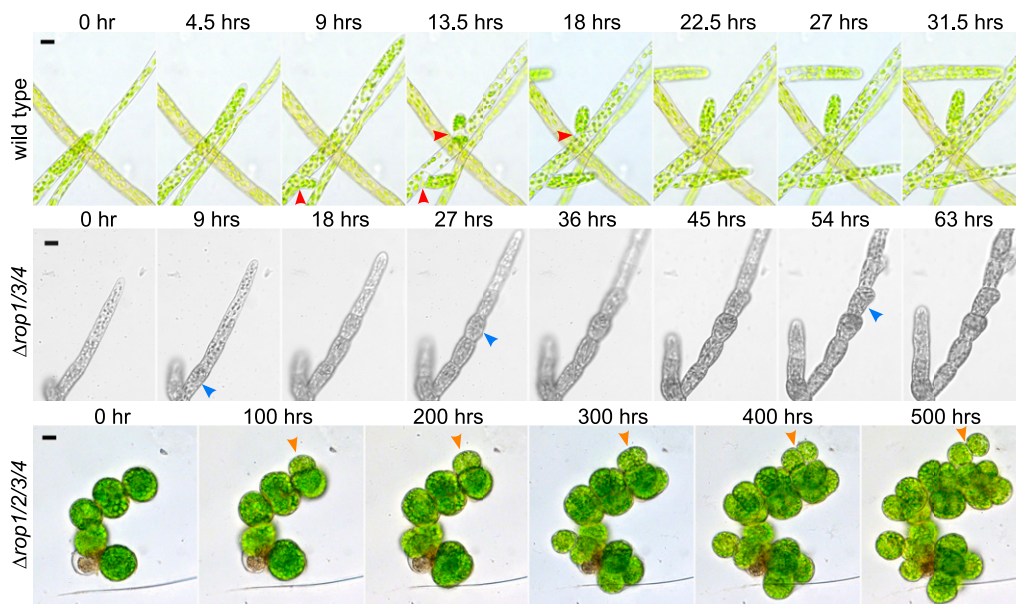 0 hr 4.5 hrs 9 hrs 13.5 hrs 18 hrs 22.5 hrs 27 hrs 31.5 hrs
wild type
0 hr 9 hrs 18 hrs 27 hrs 36 hrs 45 hrs 54 hrs 63 hrs
Δrop1/3/4
0 hr 100 hrs 200 hrs 300 hrs 400 hrs 500 hrs
Δrop1/2/3/4